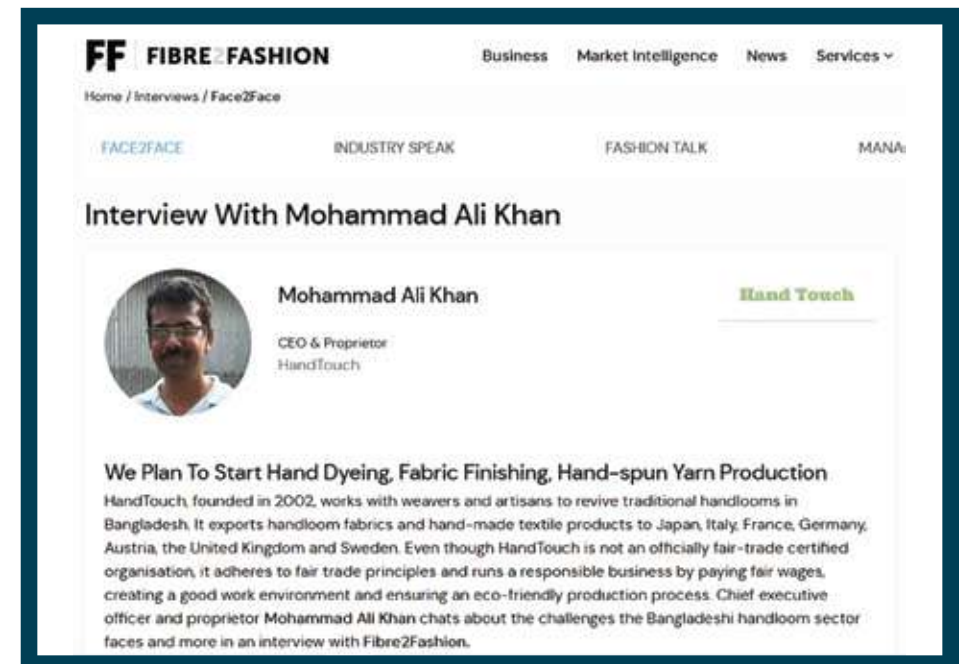 FF FIBRE2FASHION
Business Market Intelligence News Services
Home / Interviews / Face2Face
FACE2FACE INDUSTRY SPEAK FASHION TALK MANA
Interview With Mohammad Ali Khan
Mohammad Ali Khan
Hand Touch
CEO & Proprietor
HandTouch
We Plan To Start Hand Dyeing, Fabric Finishing, Hand-spun Yarn Production
HandTouch, founded in 2002, works with weavers and artisans to revive traditional handlooms in
Bangladesh. It exports handloom fabrics and hand-made textile products to Japan, Italy, France, Germany,
Austria, the United Kingdom and Sweden. Even though HandTouch is not an officially fair-trade certified
organisation, it adheres to fair trade principles and runs a responsible business by paying fair wages,
creating a good work environment and ensuring an eco-friendly production process. Chief executive
officer and proprietor Mohammad Ali Khan chats about the challenges the Bangladeshi handloom sector
faces and more in an interview with Fibre2Fashion.